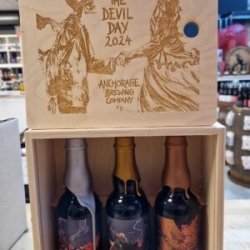 THE DEVIL
DAY
2024
ANCHORAGE
BREWING
COMPANY